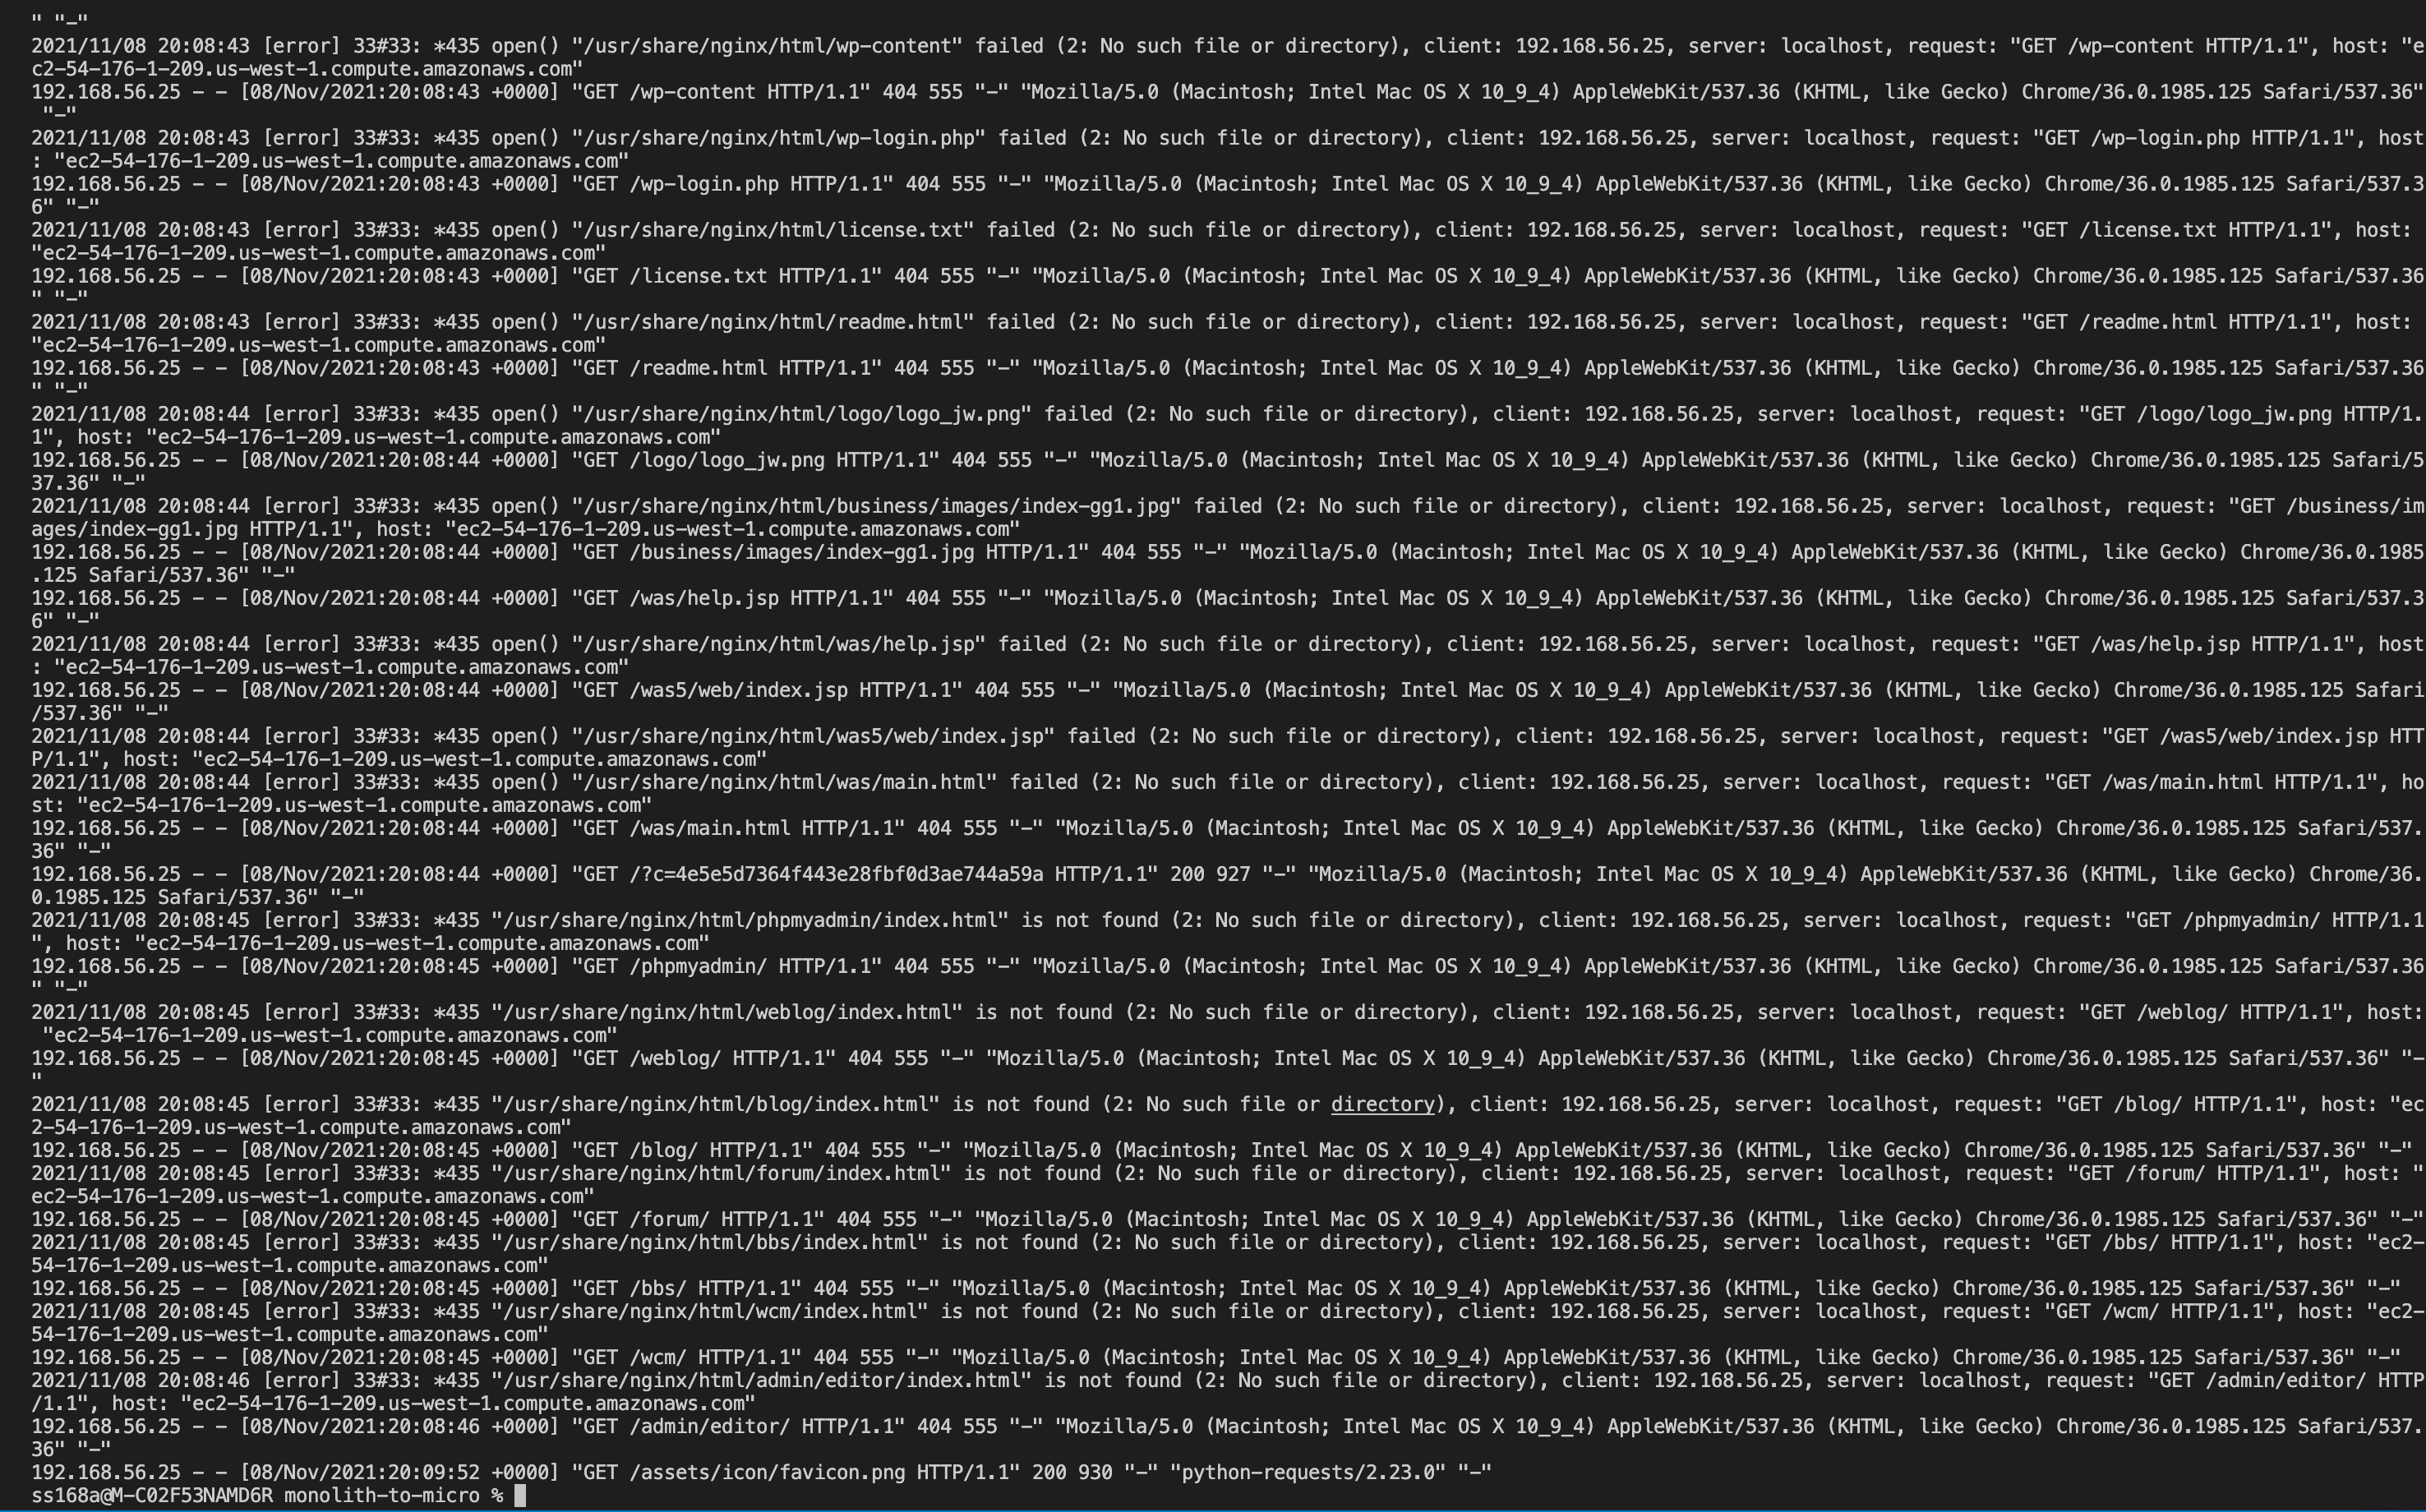 " "-"
2021/11/08 20:08:43 [error] 33#33: *435 open() "/usr/share/nginx/html/wp-content" failed (2: No such file or directory), client: 192.168.56.25, server: localhost, request: "GET /wp-content HTTP/1.1", host: "e
c2-54-176-1-209.us-west-1.compute.amazonaws.com"
192.168.56.25 - - [08/Nov/2021:20:08:43 +0000] "GET /wp-content HTTP/1.1" 404 555 "-" "Mozilla/5.0 (Macintosh; Intel Mac OS X 10_9_4) AppleWebKit/537.36 (KHTML, like Gecko) Chrome/36.0.1985.125 Safari/537.36"
"-"
2021/11/08 20:08:43 [error] 33#33: *435 open() "/usr/share/nginx/html/wp-login.php" failed (2: No such file or directory), client: 192.168.56.25, server: localhost, request: "GET /wp-login.php HTTP/1.1", host
: "ec2-54-176-1-209.us-west-1.compute.amazonaws.com"
192.168.56.25 - - [08/Nov/2021:20:08:43 +0000] "GET /wp-login.php HTTP/1.1" 404 555 "-" "Mozilla/5.0 (Macintosh; Intel Mac OS X 10_9_4) AppleWebKit/537.36 (KHTML, like Gecko) Chrome/36.0.1985.125 Safari/537.3
6" "-"
2021/11/08 20:08:43 [error] 33#33: *435 open() "/usr/share/nginx/html/license.txt" failed (2: No such file or directory), client: 192.168.56.25, server: localhost, request: "GET /license.txt HTTP/1.1", host:
"ec2-54-176-1-209.us-west-1.compute.amazonaws.com"
192.168.56.25 - - [08/Nov/2021:20:08:43 +0000] "GET /license.txt HTTP/1.1" 404 555 "-" "Mozilla/5.0 (Macintosh; Intel Mac OS X 10_9_4) AppleWebKit/537.36 (KHTML, like Gecko) Chrome/36.0.1985.125 Safari/537.36
" "-"
2021/11/08 20:08:43 [error] 33#33: *435 open() "/usr/share/nginx/html/readme.html" failed (2: No such file or directory), client: 192.168.56.25, server: localhost, request: "GET /readme.html HTTP/1.1", host:
"ec2-54-176-1-209.us-west-1.compute.amazonaws.com"
192.168.56.25 - - [08/Nov/2021:20:08:43 +0000] "GET /readme.html HTTP/1.1" 404 555 "-" "Mozilla/5.0 (Macintosh; Intel Mac OS X 10_9_4) AppleWebKit/537.36 (KHTML, like Gecko) Chrome/36.0.1985.125 Safari/537.36
" "-"
2021/11/08 20:08:44 [error] 33#33: *435 open() "/usr/share/nginx/html/logo/logo_jw.png" failed (2: No such file or directory), client: 192.168.56.25, server: localhost, request: "GET /logo/logo_jw.png HTTP/1.
1", host: "ec2-54-176-1-209.us-west-1.compute.amazonaws.com"
192.168.56.25 - - [08/Nov/2021:20:08:44 +0000] "GET /logo/logo_jw.png HTTP/1.1" 404 555 "-" "Mozilla/5.0 (Macintosh; Intel Mac OS X 10_9_4) AppleWebKit/537.36 (KHTML, like Gecko) Chrome/36.0.1985.125 Safari/5
37.36" "-"
2021/11/08 20:08:44 [error] 33#33: *435 open() "/usr/share/nginx/html/business/images/index-gg1.jpg" failed (2: No such file or directory), client: 192.168.56.25, server: localhost, request: "GET /business/im
ages/index-gg1.jpg HTTP/1.1", host: "ec2-54-176-1-209.us-west-1.compute.amazonaws.com"
192.168.56.25 - - [08/Nov/2021:20:08:44 +0000] "GET /business/images/index-gg1.jpg HTTP/1.1" 404 555 "-" "Mozilla/5.0 (Macintosh; Intel Mac OS X 10_9_4) AppleWebKit/537.36 (KHTML, like Gecko) Chrome/36.0.1985
.125 Safari/537.36" "-"
192.168.56.25 - - [08/Nov/2021:20:08:44 +0000] "GET /was/help.jsp HTTP/1.1" 404 555 "-" "Mozilla/5.0 (Macintosh; Intel Mac OS X 10_9_4) AppleWebKit/537.36 (KHTML, like Gecko) Chrome/36.0.1985.125 Safari/537.3
6" "-"
2021/11/08 20:08:44 [error] 33#33: *435 open() "/usr/share/nginx/html/was/help.jsp" failed (2: No such file or directory), client: 192.168.56.25, server: localhost, request: "GET /was/help.jsp HTTP/1.1", host
: "ec2-54-176-1-209.us-west-1.compute.amazonaws.com"
192.168.56.25 - - [08/Nov/2021:20:08:44 +0000] "GET /was5/web/index.jsp HTTP/1.1" 404 555 "-" "Mozilla/5.0 (Macintosh; Intel Mac OS X 10_9_4) AppleWebKit/537.36 (KHTML, like Gecko) Chrome/36.0.1985.125 Safari
/537.36" "-"
2021/11/08 20:08:44 [error] 33#33: *435 open() "/usr/share/nginx/html/was5/web/index.jsp" failed (2: No such file or directory), client: 192.168.56.25, server: localhost, request: "GET /was5/web/index.jsp HTT
P/1.1", host: "ec2-54-176-1-209.us-west-1.compute.amazonaws.com"
2021/11/08 20:08:44 [error] 33#33: *435 open() "/usr/share/nginx/html/was/main.html" failed (2: No such file or directory), client: 192.168.56.25, server: localhost, request: "GET /was/main.html HTTP/1.1", ho
st: "ec2-54-176-1-209.us-west-1.compute.amazonaws.com"
192.168.56.25 - - [08/Nov/2021:20:08:44 +0000] "GET /was/main.html HTTP/1.1" 404 555 "-" "Mozilla/5.0 (Macintosh; Intel Mac OS X 10_9_4) AppleWebKit/537.36 (KHTML, like Gecko) Chrome/36.0.1985.125 Safari/537.
36" "-"
192.168.56.25 - - [08/Nov/2021:20:08:44 +0000] "GET /?c=4e5e5d7364f443e28fbf0d3ae744a59a HTTP/1.1" 200 927 "-" "Mozilla/5.0 (Macintosh; Intel Mac OS X 10_9_4) AppleWebKit/537.36 (KHTML, like Gecko) Chrome/36.
0.1985.125 Safari/537.36" "-"
2021/11/08 20:08:45 [error] 33#33: *435 "/usr/share/nginx/html/phpmyadmin/index.html" is not found (2: No such file or directory), client: 192.168.56.25, server: localhost, request: "GET /phpmyadmin/ HTTP/1.1
", host: "ec2-54-176-1-209.us-west-1.compute.amazonaws.com"
192.168.56.25 - - [08/Nov/2021:20:08:45 +0000] "GET /phpmyadmin/ HTTP/1.1" 404 555 "-" "Mozilla/5.0 (Macintosh; Intel Mac OS X 10_9_4) AppleWebKit/537.36 (KHTML, like Gecko) Chrome/36.0.1985.125 Safari/537.36
" "-"
2021/11/08 20:08:45 [error] 33#33: *435 "/usr/share/nginx/html/weblog/index.html" is not found (2: No such file or directory), client: 192.168.56.25, server: localhost, request: "GET /weblog/ HTTP/1.1", host:
"ec2-54-176-1-209.us-west-1.compute.amazonaws.com"
192.168.56.25 - - [08/Nov/2021:20:08:45 +0000] "GET /weblog/ HTTP/1.1" 404 555 "-" "Mozilla/5.0 (Macintosh; Intel Mac OS X 10_9_4) AppleWebKit/537.36 (KHTML, like Gecko) Chrome/36.0.1985.125 Safari/537.36" "-
"
2021/11/08 20:08:45 [error] 33#33: *435 "/usr/share/nginx/html/blog/index.html" is not found (2: No such file or directory), client: 192.168.56.25, server: localhost, request: "GET /blog/ HTTP/1.1", host: "ec
2-54-176-1-209.us-west-1.compute.amazonaws.com"
192.168.56.25 - - [08/Nov/2021:20:08:45 +0000] "GET /blog/ HTTP/1.1" 404 555 "-" "Mozilla/5.0 (Macintosh; Intel Mac OS X 10_9_4) AppleWebKit/537.36 (KHTML, like Gecko) Chrome/36.0.1985.125 Safari/537.36" "-"
2021/11/08 20:08:45 [error] 33#33: *435 "/usr/share/nginx/html/forum/index.html" is not found (2: No such file or directory), client: 192.168.56.25, server: localhost, request: "GET /forum/ HTTP/1.1", host: "
ec2-54-176-1-209.us-west-1.compute.amazonaws.com"
192.168.56.25 - - [08/Nov/2021:20:08:45 +0000] "GET /forum/ HTTP/1.1" 404 555 "-" "Mozilla/5.0 (Macintosh; Intel Mac OS X 10_9_4) AppleWebKit/537.36 (KHTML, like Gecko) Chrome/36.0.1985.125 Safari/537.36" "-"
2021/11/08 20:08:45 [error] 33#33: *435 "/usr/share/nginx/html/bbs/index.html" is not found (2: No such file or directory), client: 192.168.56.25, server: localhost, request: "GET /bbs/ HTTP/1.1", host: "ec2-
54-176-1-209.us-west-1.compute.amazonaws.com"
192.168.56.25 - - [08/Nov/2021:20:08:45 +0000] "GET /bbs/ HTTP/1.1" 404 555 "-" "Mozilla/5.0 (Macintosh; Intel Mac OS X 10_9_4) AppleWebKit/537.36 (KHTML, like Gecko) Chrome/36.0.1985.125 Safari/537.36" "-"
2021/11/08 20:08:45 [error] 33#33: *435 "/usr/share/nginx/html/wcm/index.html" is not found (2: No such file or directory), client: 192.168.56.25, server: localhost, request: "GET /wcm/ HTTP/1.1", host: "ec2-
54-176-1-209.us-west-1.compute.amazonaws.com"
192.168.56.25 - - [08/Nov/2021:20:08:45 +0000] "GET /wcm/ HTTP/1.1" 404 555 "-" "Mozilla/5.0 (Macintosh; Intel Mac OS X 10_9_4) AppleWebKit/537.36 (KHTML, like Gecko) Chrome/36.0.1985.125 Safari/537.36" "-"
2021/11/08 20:08:46 [error] 33#33: *435 "/usr/share/nginx/html/admin/editor/index.html" is not found (2: No such file or directory), client: 192.168.56.25, server: localhost, request: "GET /admin/editor/ HTTP
/1.1", host: "ec2-54-176-1-209.us-west-1.compute.amazonaws.com"
192.168.56.25 - - [08/Nov/2021:20:08:46 +0000] "GET /admin/editor/ HTTP/1.1" 404 555 "-" "Mozilla/5.0 (Macintosh; Intel Mac OS X 10_9_4) AppleWebKit/537.36 (KHTML, like Gecko) Chrome/36.0.1985.125 Safari/537.
36" "-"
192.168.56.25 - - [08/Nov/2021:20:09:52 +0000] "GET /assets/icon/favicon.png HTTP/1.1" 200 930 "-" "python-requests/2.23.0" "-"
ss168a@M-C02F53NAMD6R monolith-to-micro %